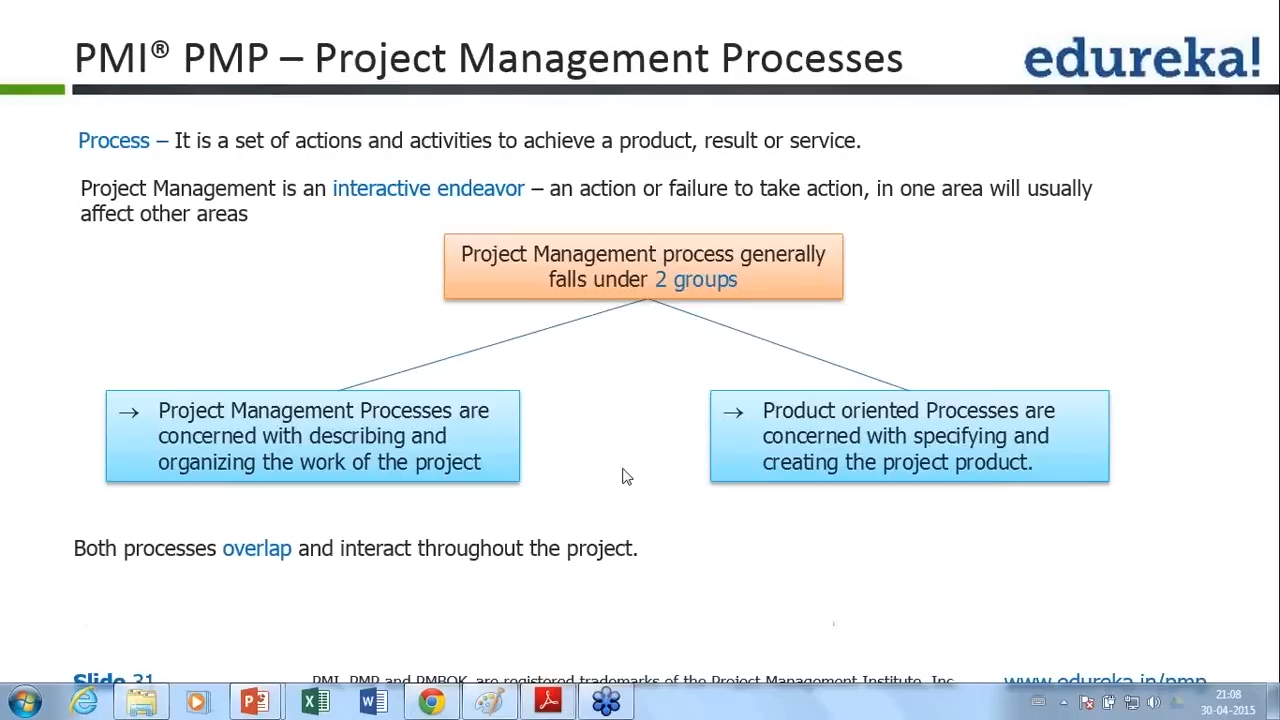 PMI® PMP – Project Management Processes
edureka!
Process – It is a set of actions and activities to achieve a product, result or service.
Project Management is an interactive endeavor – an action or failure to take action, in one area will usually
affect other areas
Project Management process generally
falls under 2 groups
→ Project Management Processes are
concerned with describing and
organizing the work of the project
→ Product oriented Processes are
concerned with specifying and
creating the project product.
Both processes overlap and interact throughout the project.
Slide 31
PMI, PMP and PMBOK, are registered trademarks of the Project Management Institute, Inc
www.edureka.in/pmp
21:08
30-04-2015